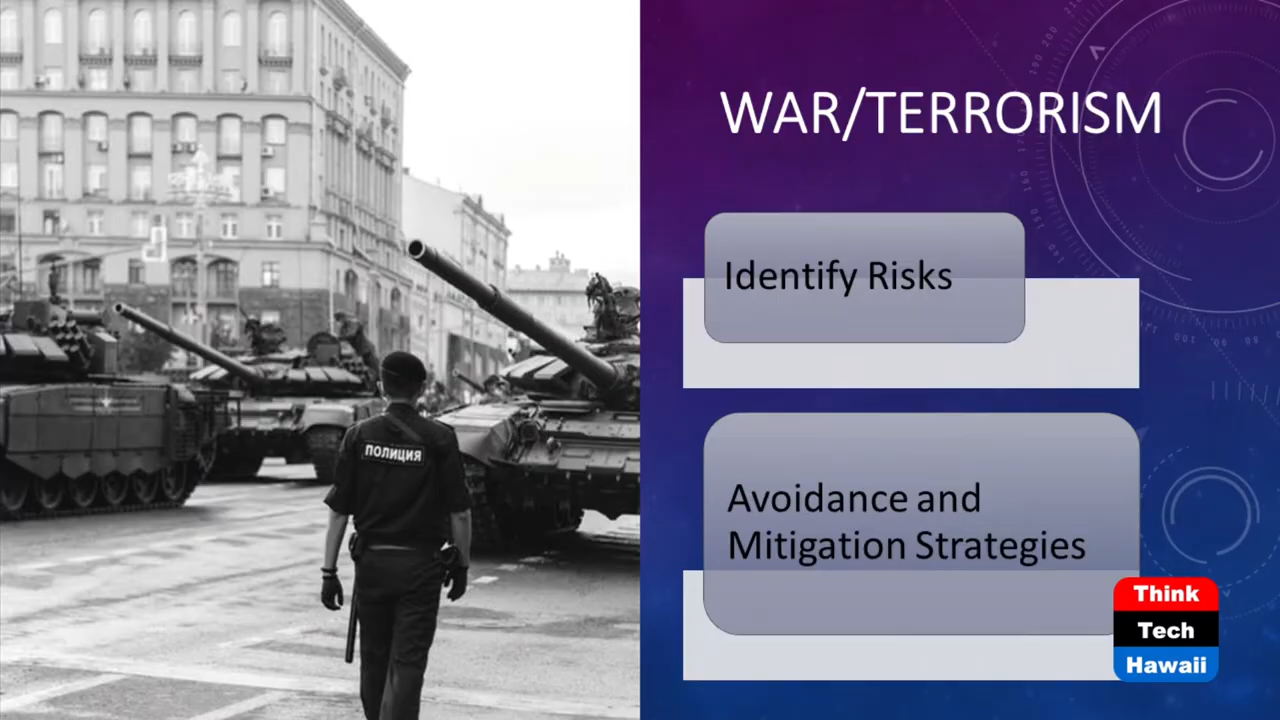 ПОЛИЦИЯ
WAR/TERRORISM
Identify Risks
Avoidance and
Mitigation Strategies
Think
Tech
Hawaii